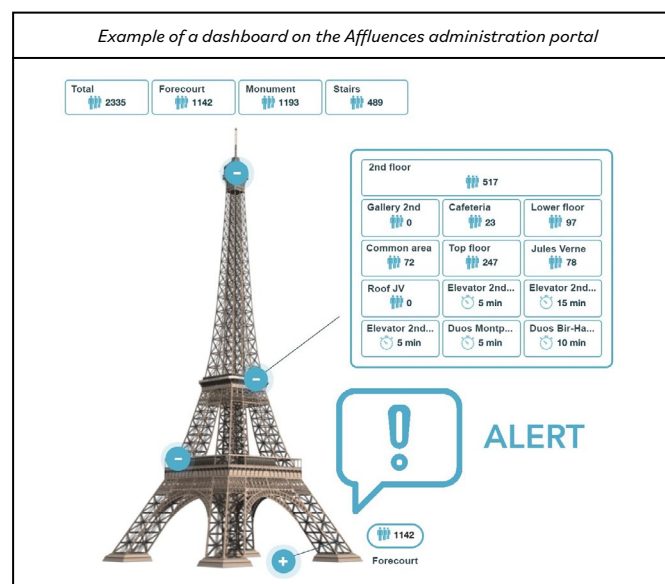 Example of a dashboard on the Affluences administration portal
Total
2335
Forecourt
1142
Monument
1193
Stairs
489
2nd floor
517
Gallery 2nd
0
Cafeteria
23
Lower floor
97
Common area
72
Top floor
247
Jules Verne
78
Roof JV
0
Elevator 2nd...
5 min
Elevator 2nd...
15 min
Elevator 2nd...
5 min
Duos Montp...
5 min
Duos Bir-Ha...
10 min
ALERT
1142
Forecourt